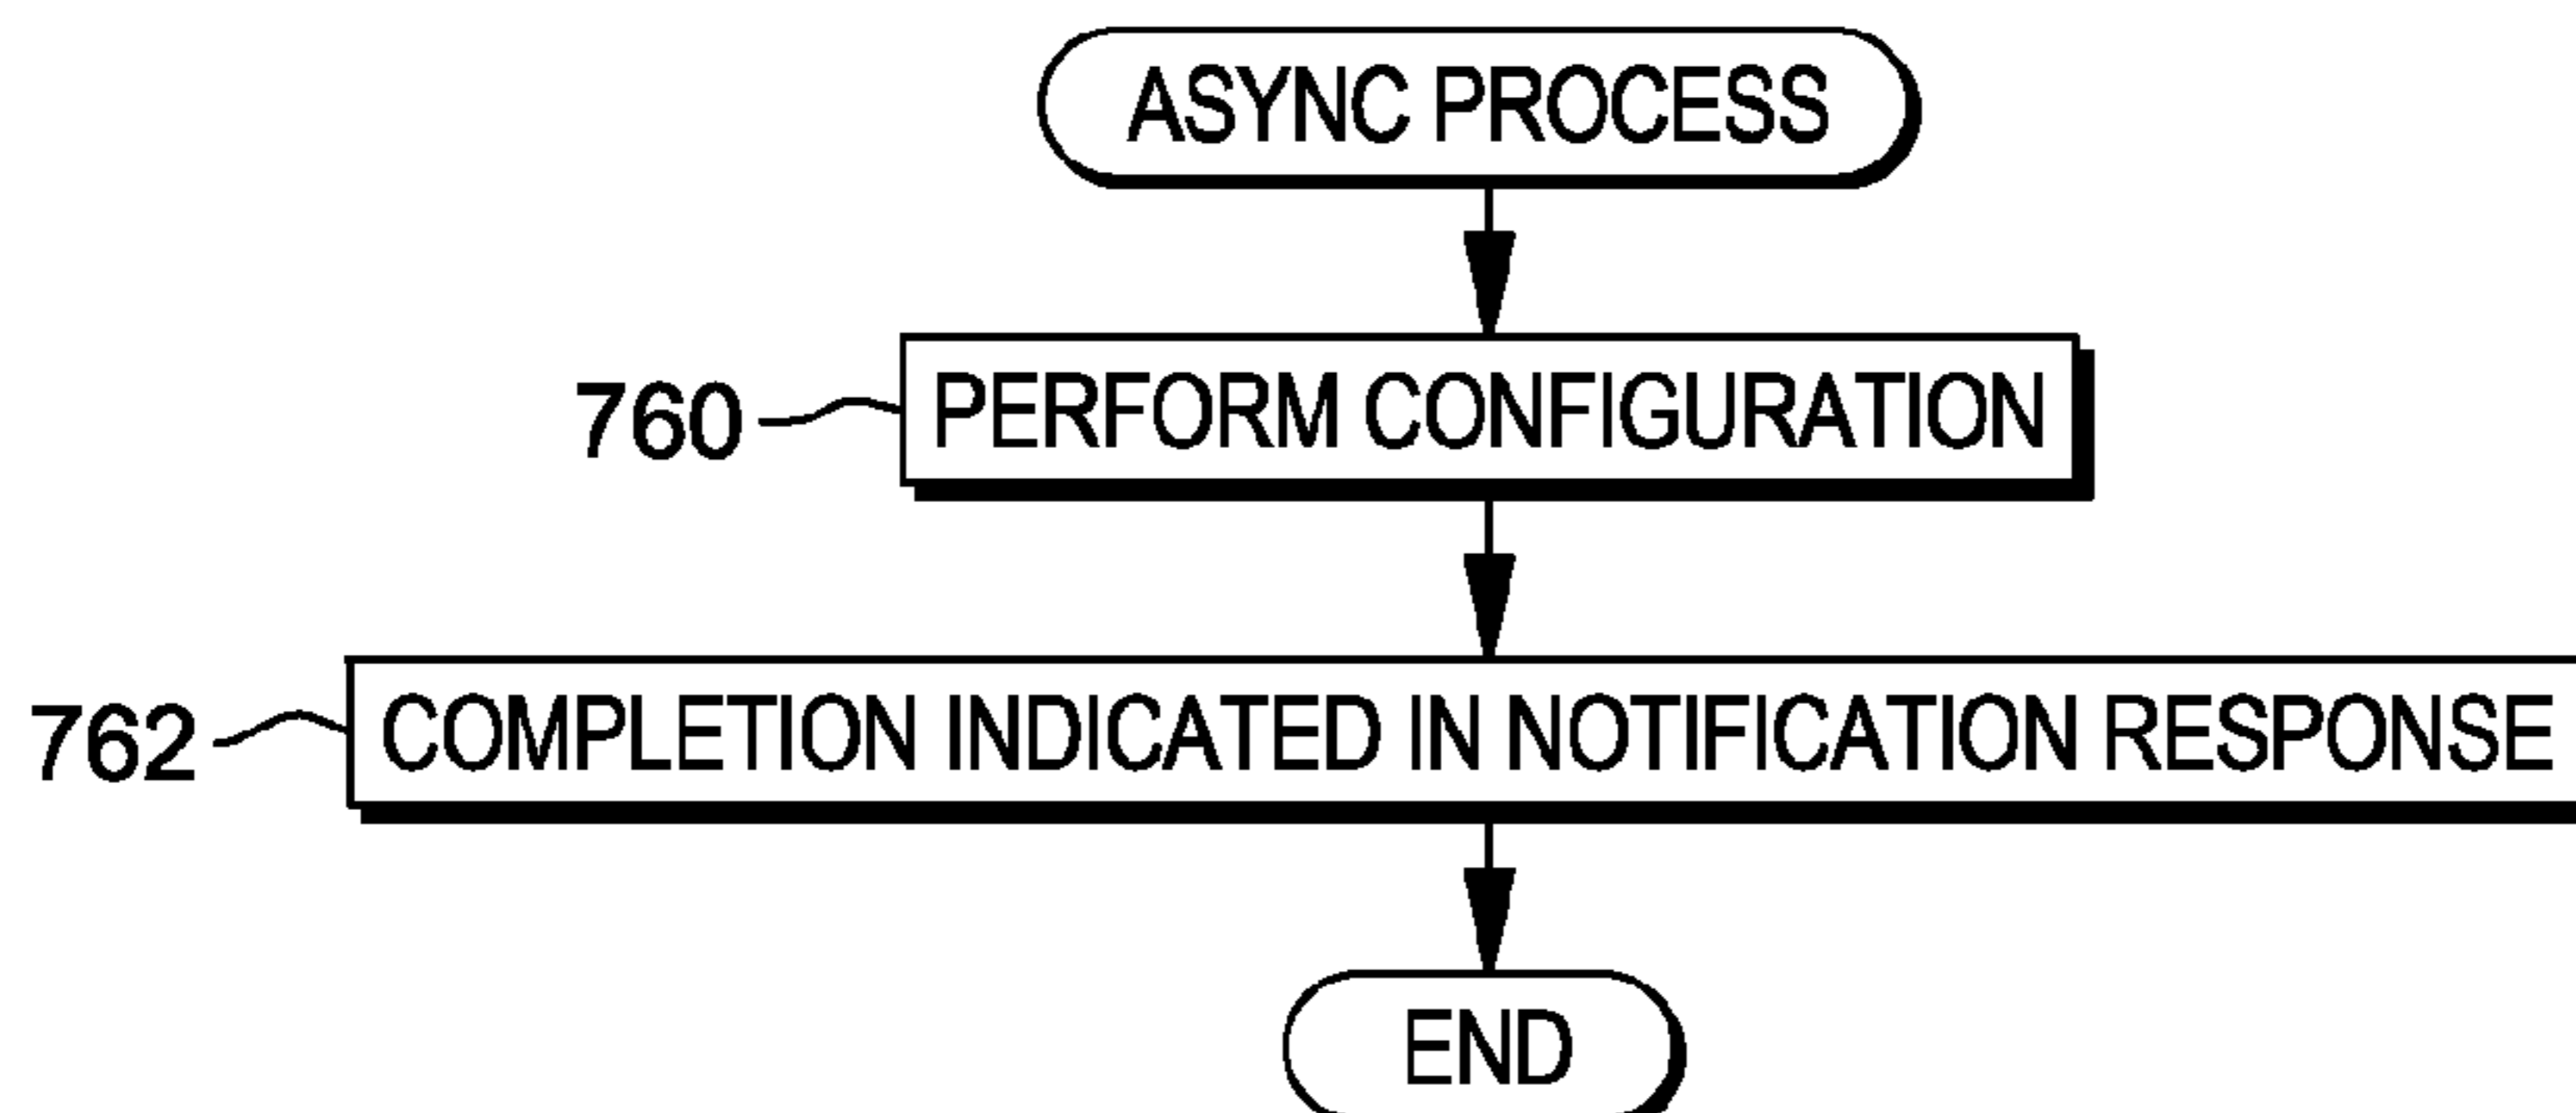 ASYNC PROCESS
760 PERFORM CONFIGURATION
762 COMPLETION INDICATED IN NOTIFICATION RESPONSE
END